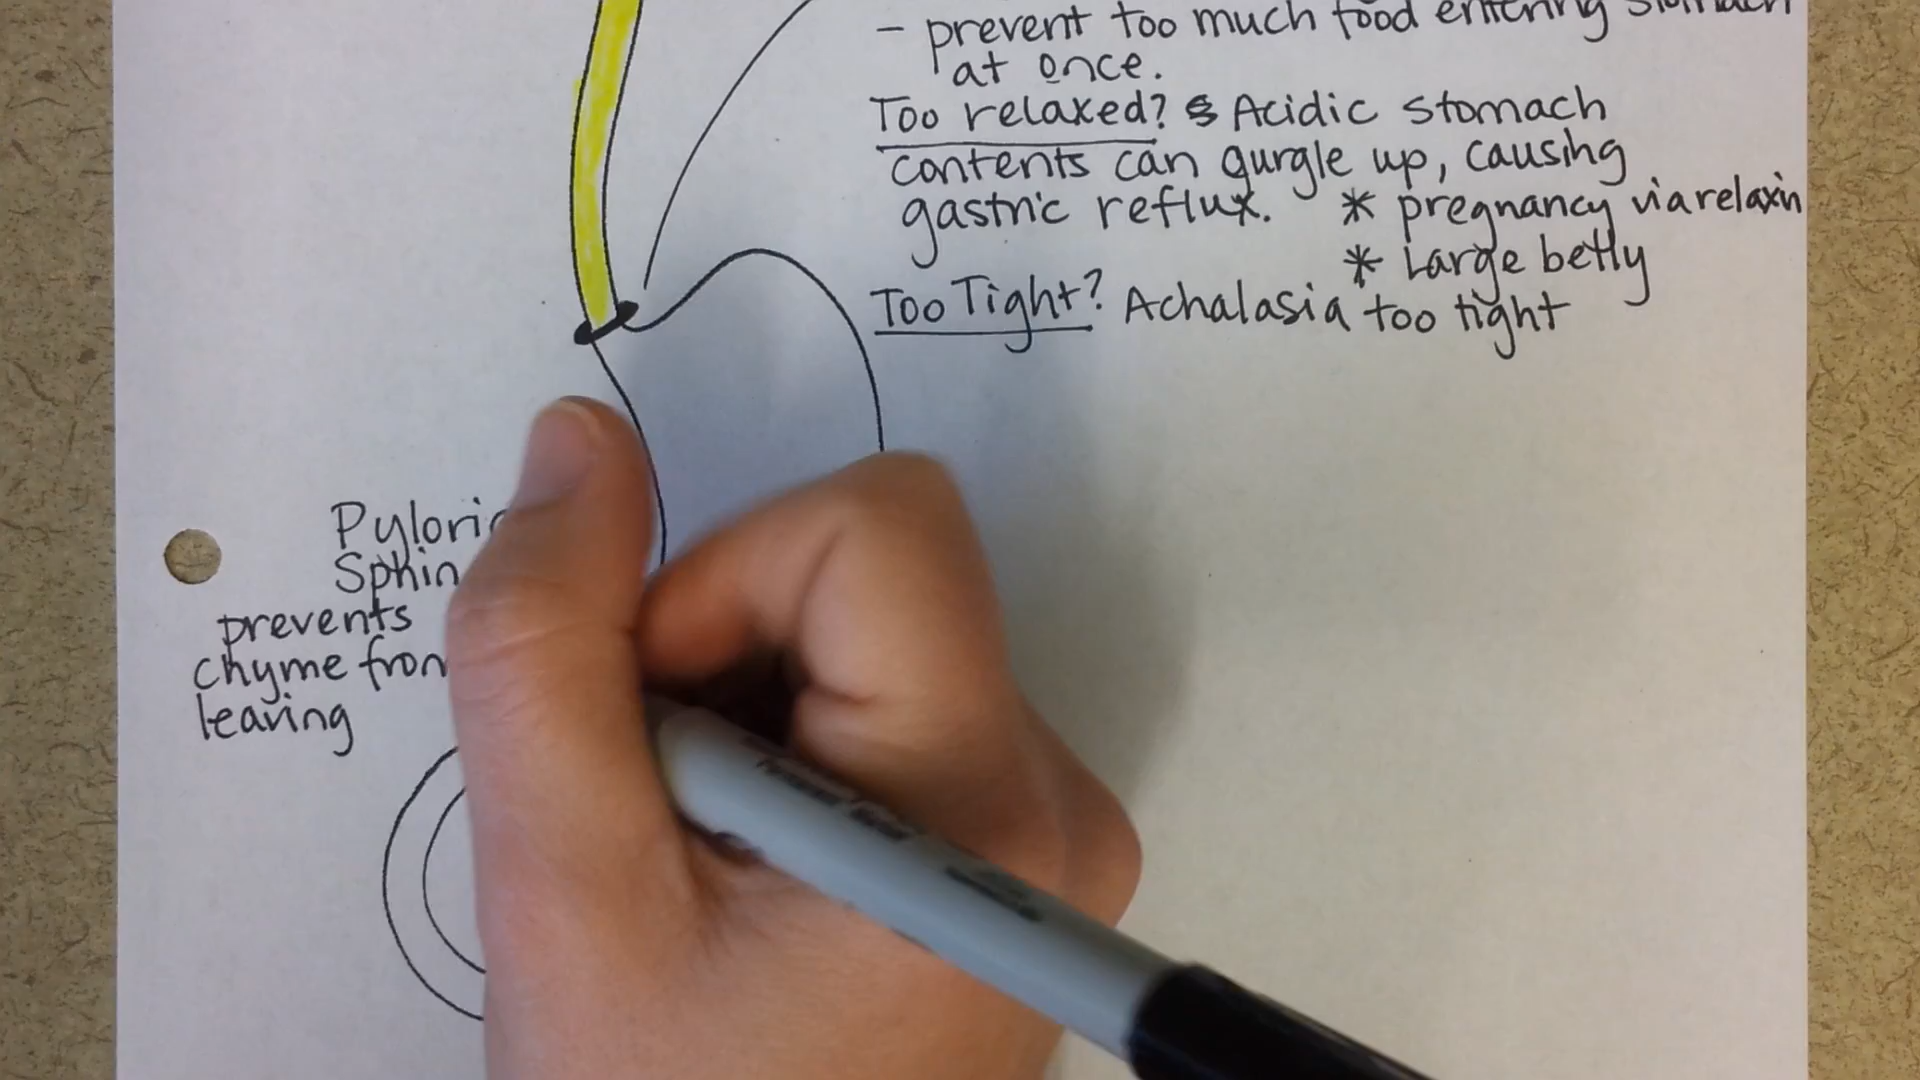 - prevent too much food entering stomach
at once.
Too relaxed? Acidic stomach
contents can gurgle up, causing
gastric reflux. * pregnancy via relaxin
* Large belly
Too Tight? Achalasia too tight
Pyloric
Sphin
prevents
chyme from
leaving